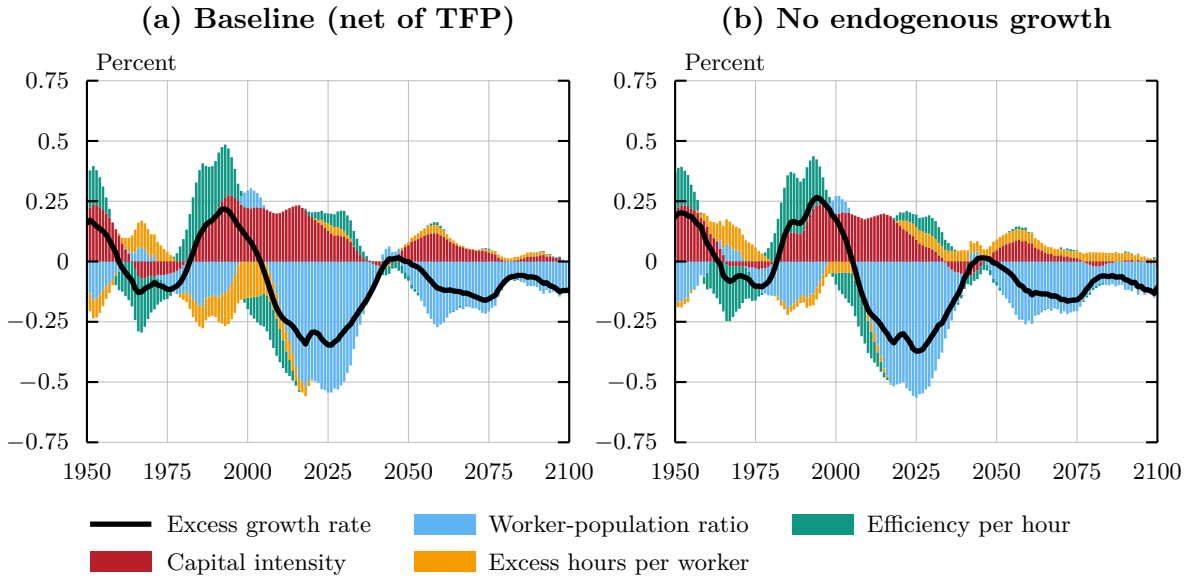 (a) Baseline (net of TFP)
Percent
0.75
0.5
0.25
0
−0.25
−0.5
−0.75
1950 1975 2000 2025 2050 2075 2100
(b) No endogenous growth
Percent
0.75
0.5
0.25
0
−0.25
−0.5
−0.75
1950 1975 2000 2025 2050 2075 2100
Excess growth rate
Worker-population ratio
Efficiency per hour
Capital intensity
Excess hours per worker